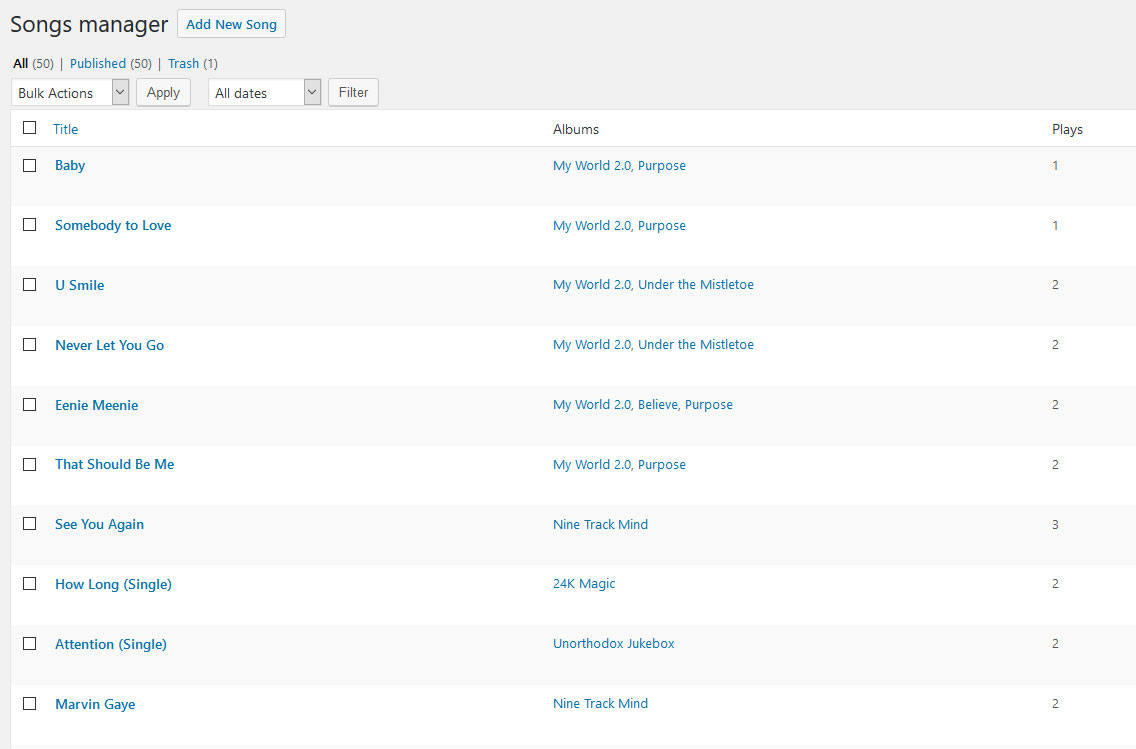 Songs manager Add New Song
All (50) | Published (50) | Trash (1)
Bulk Actions Apply All dates Filter
Title Albums Plays
Baby My World 2.0, Purpose 1
Somebody to Love My World 2.0, Purpose 1
U Smile My World 2.0, Under the Mistletoe 2
Never Let You Go My World 2.0, Under the Mistletoe 2
Eenie Meenie My World 2.0, Believe, Purpose 2
That Should Be Me My World 2.0, Purpose 2
See You Again Nine Track Mind 3
How Long (Single) 24K Magic 2
Attention (Single) Unorthodox Jukebox 2
Marvin Gaye Nine Track Mind 2